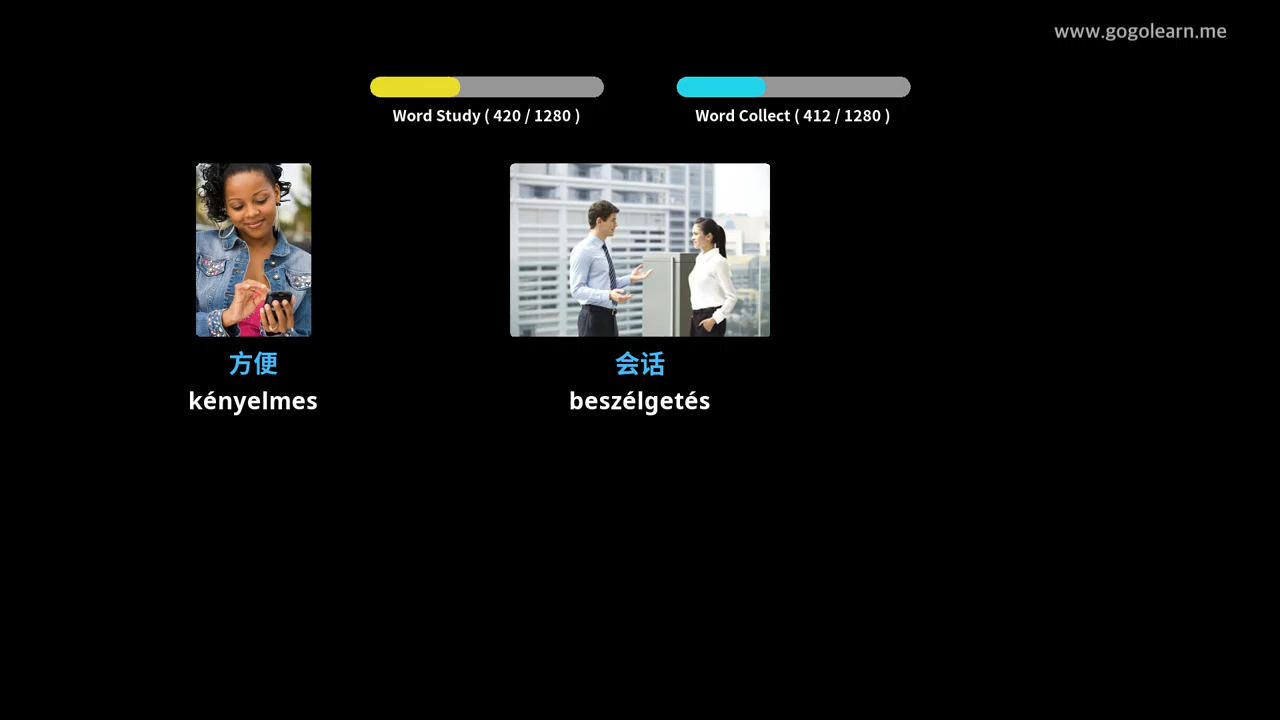 www.gogolearn.me
Word Study ( 420 / 1280 )
Word Collect ( 412 / 1280 )
方便
kényelmes
会话
beszélgetés